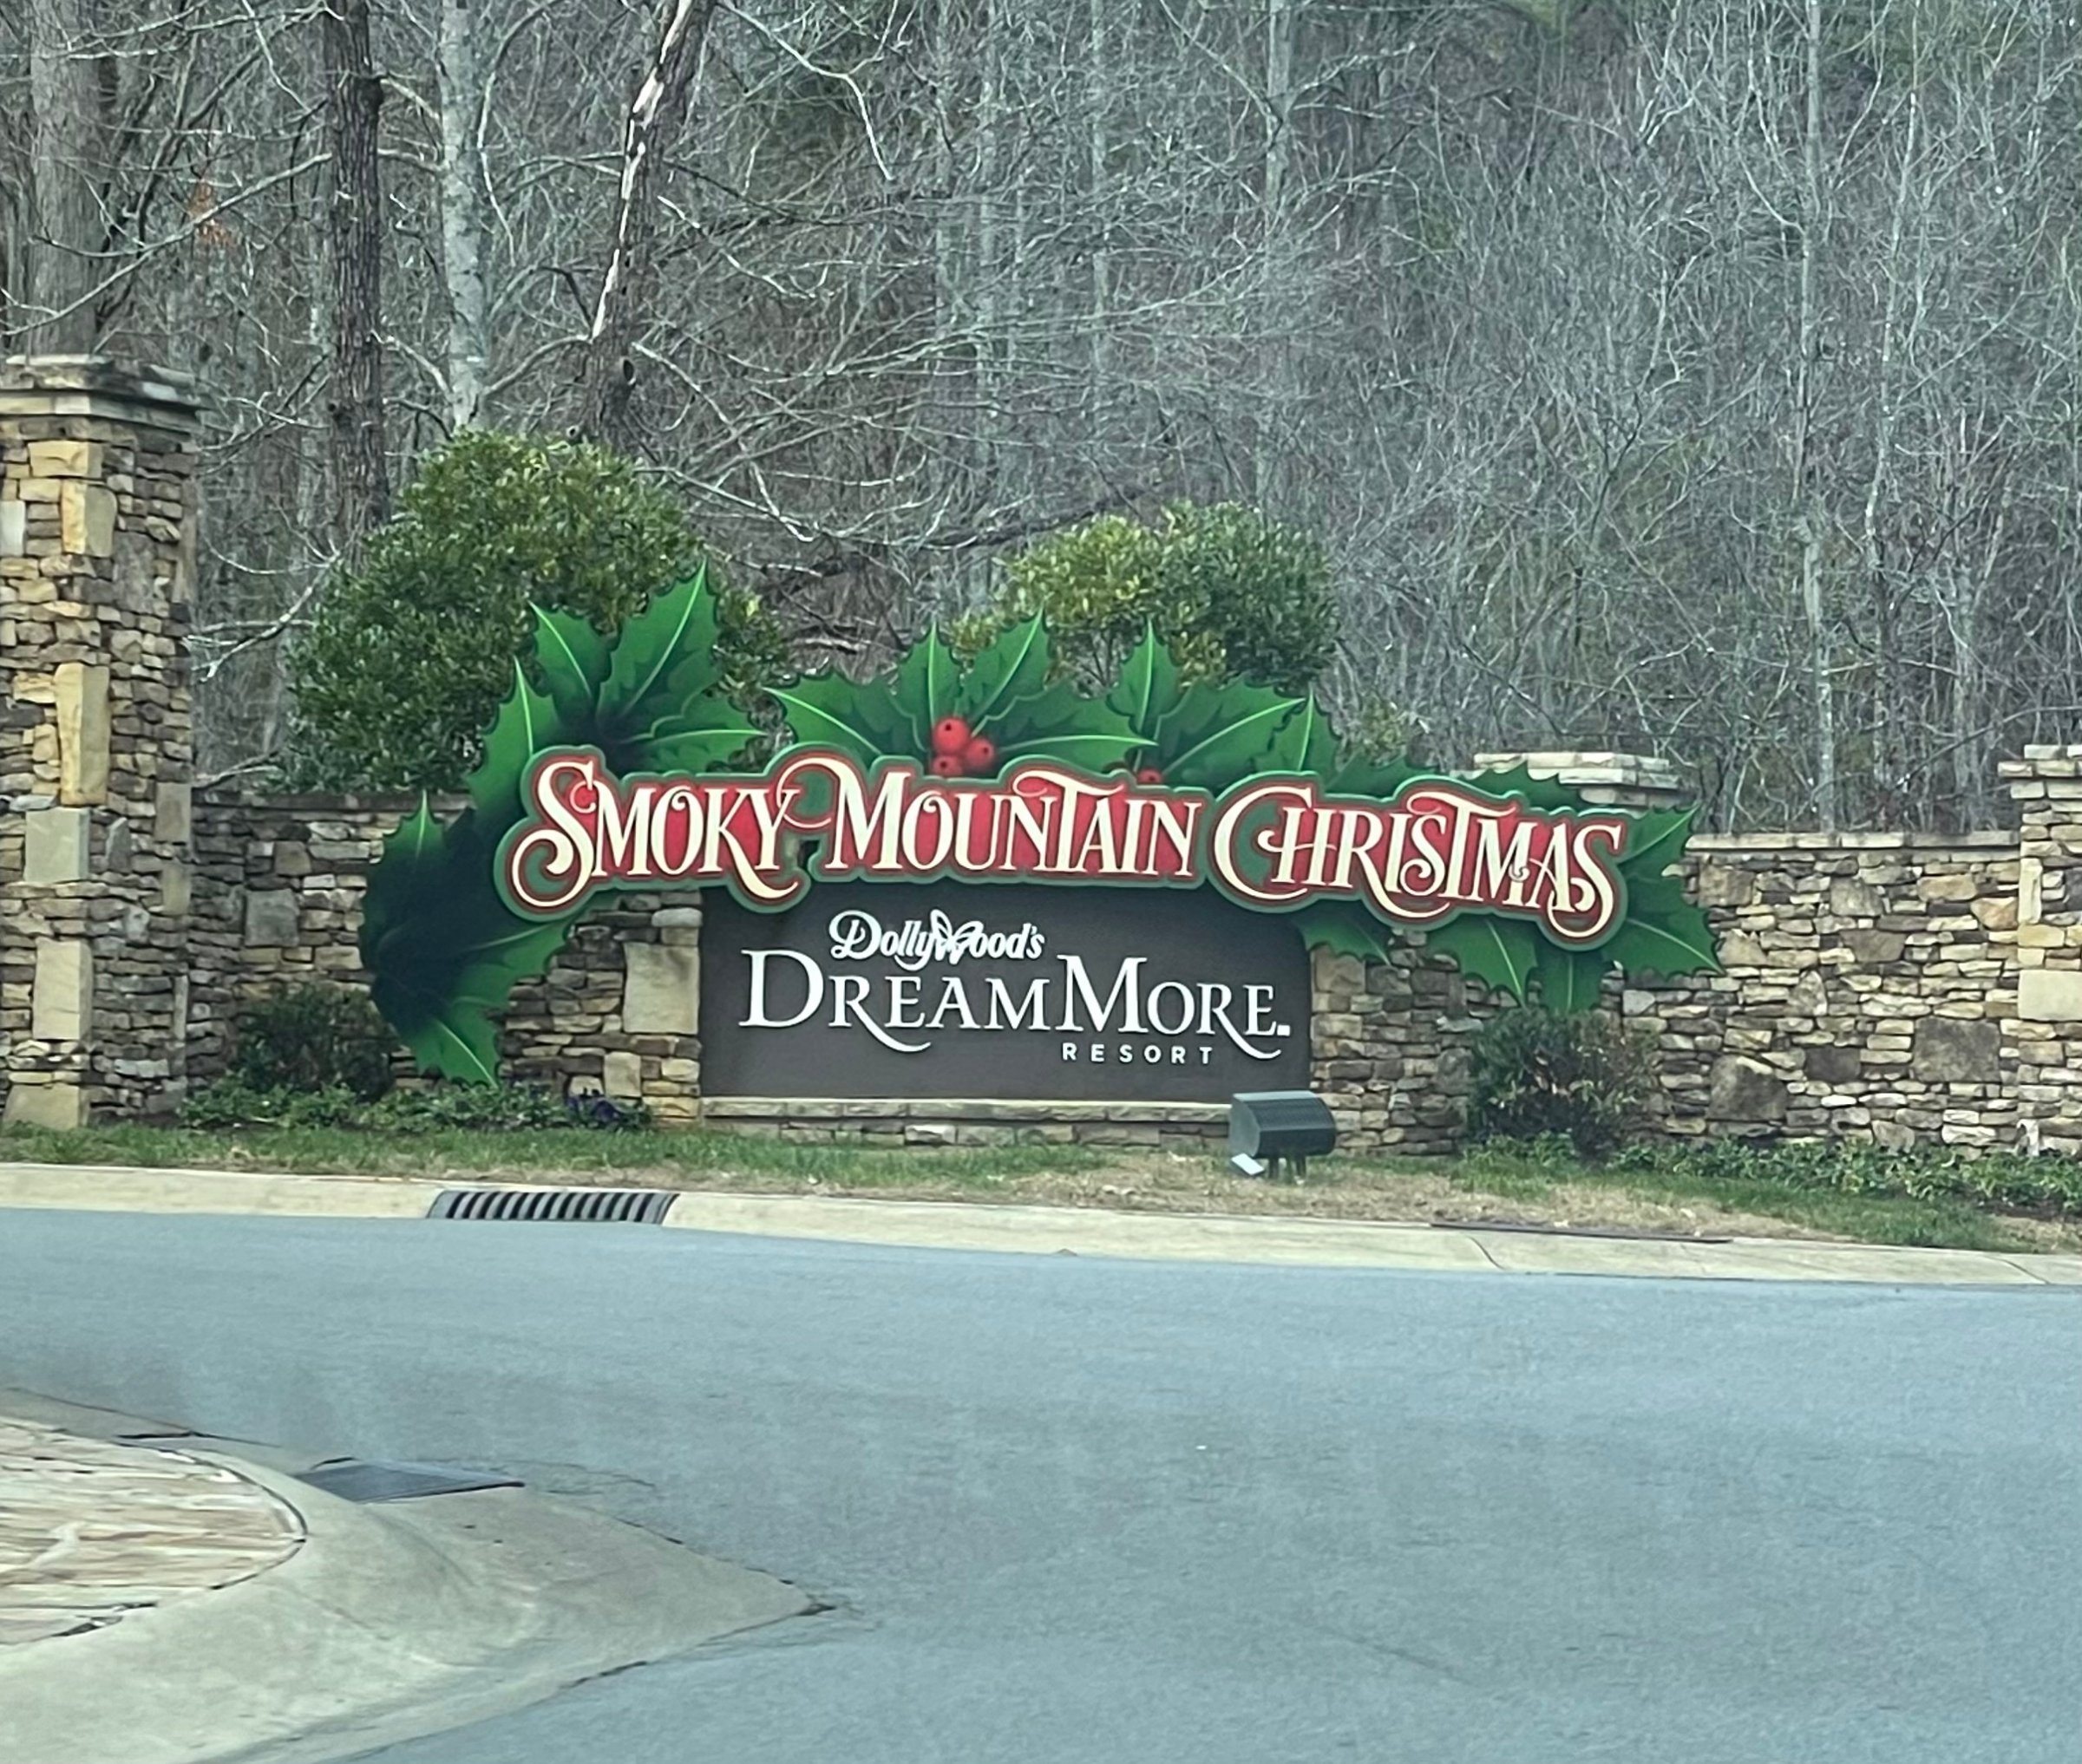 SMOKY MOUNTAIN CHRISTMAS
Dollywood's
DREAMMORE.
RESORT